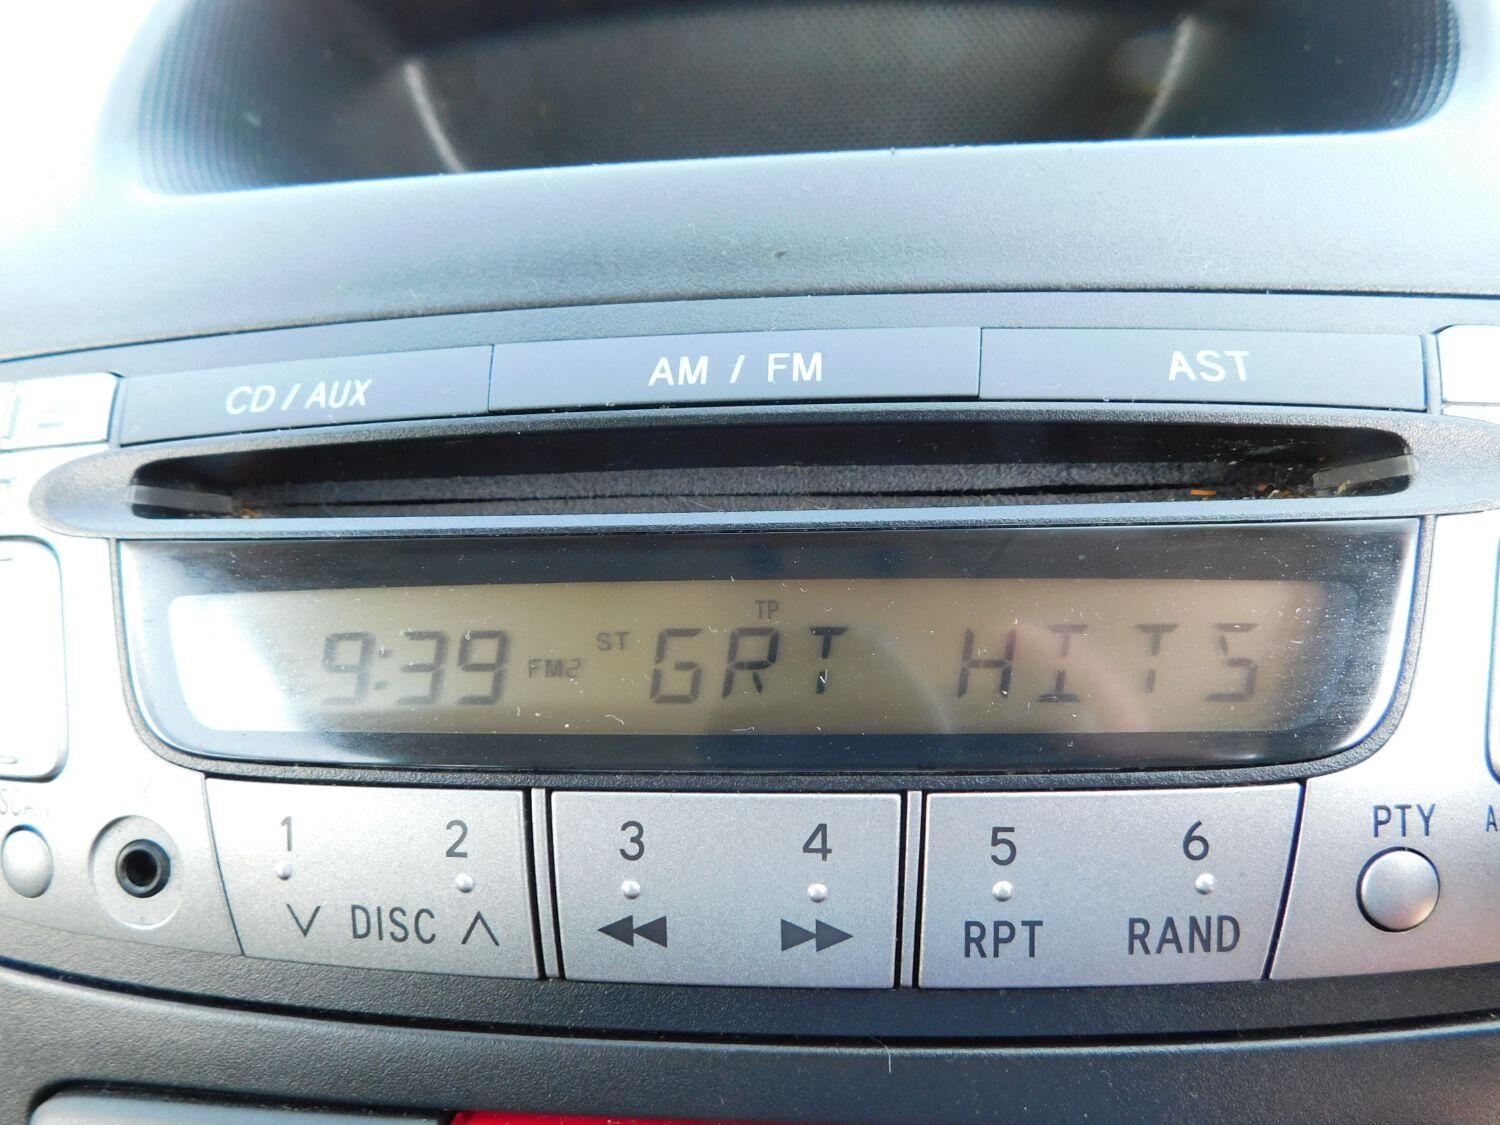 CD / AUX
AM / FM
AST
TP
9:39 FM2 ST GRT HITS
1 2 3 4 5 6
DISC
RPT
RAND
PTY